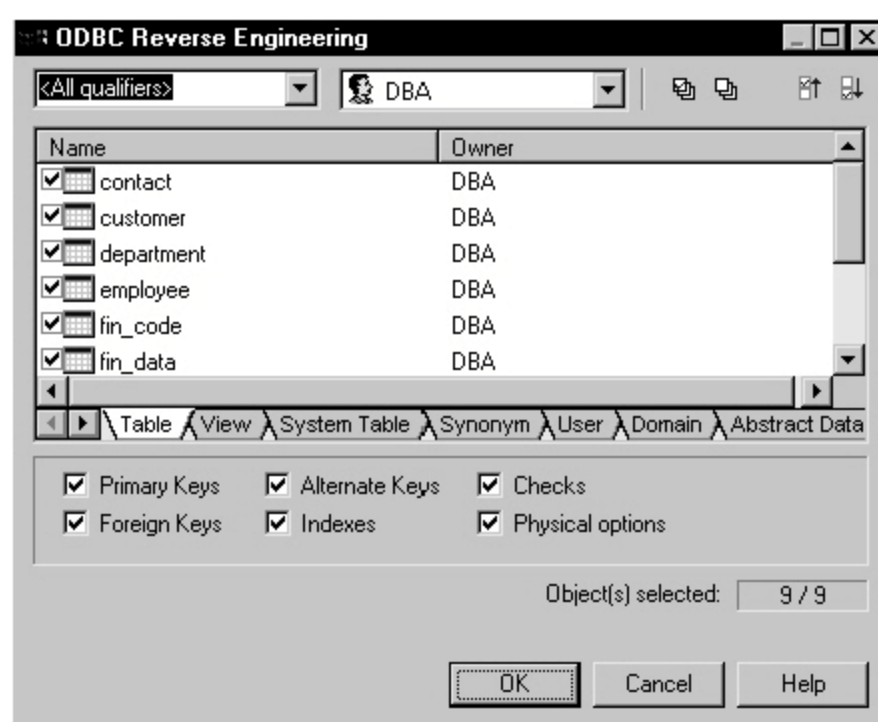 ODBC Reverse Engineering
<All qualifiers> DBA
Name Owner
contact DBA
customer DBA
department DBA
employee DBA
fin_code DBA
fin_data DBA
Table View System Table Synonym User Domain Abstract Data
Primary Keys Alternate Keys Checks
Foreign Keys Indexes Physical options
Object(s) selected: 9 / 9
OK Cancel Help